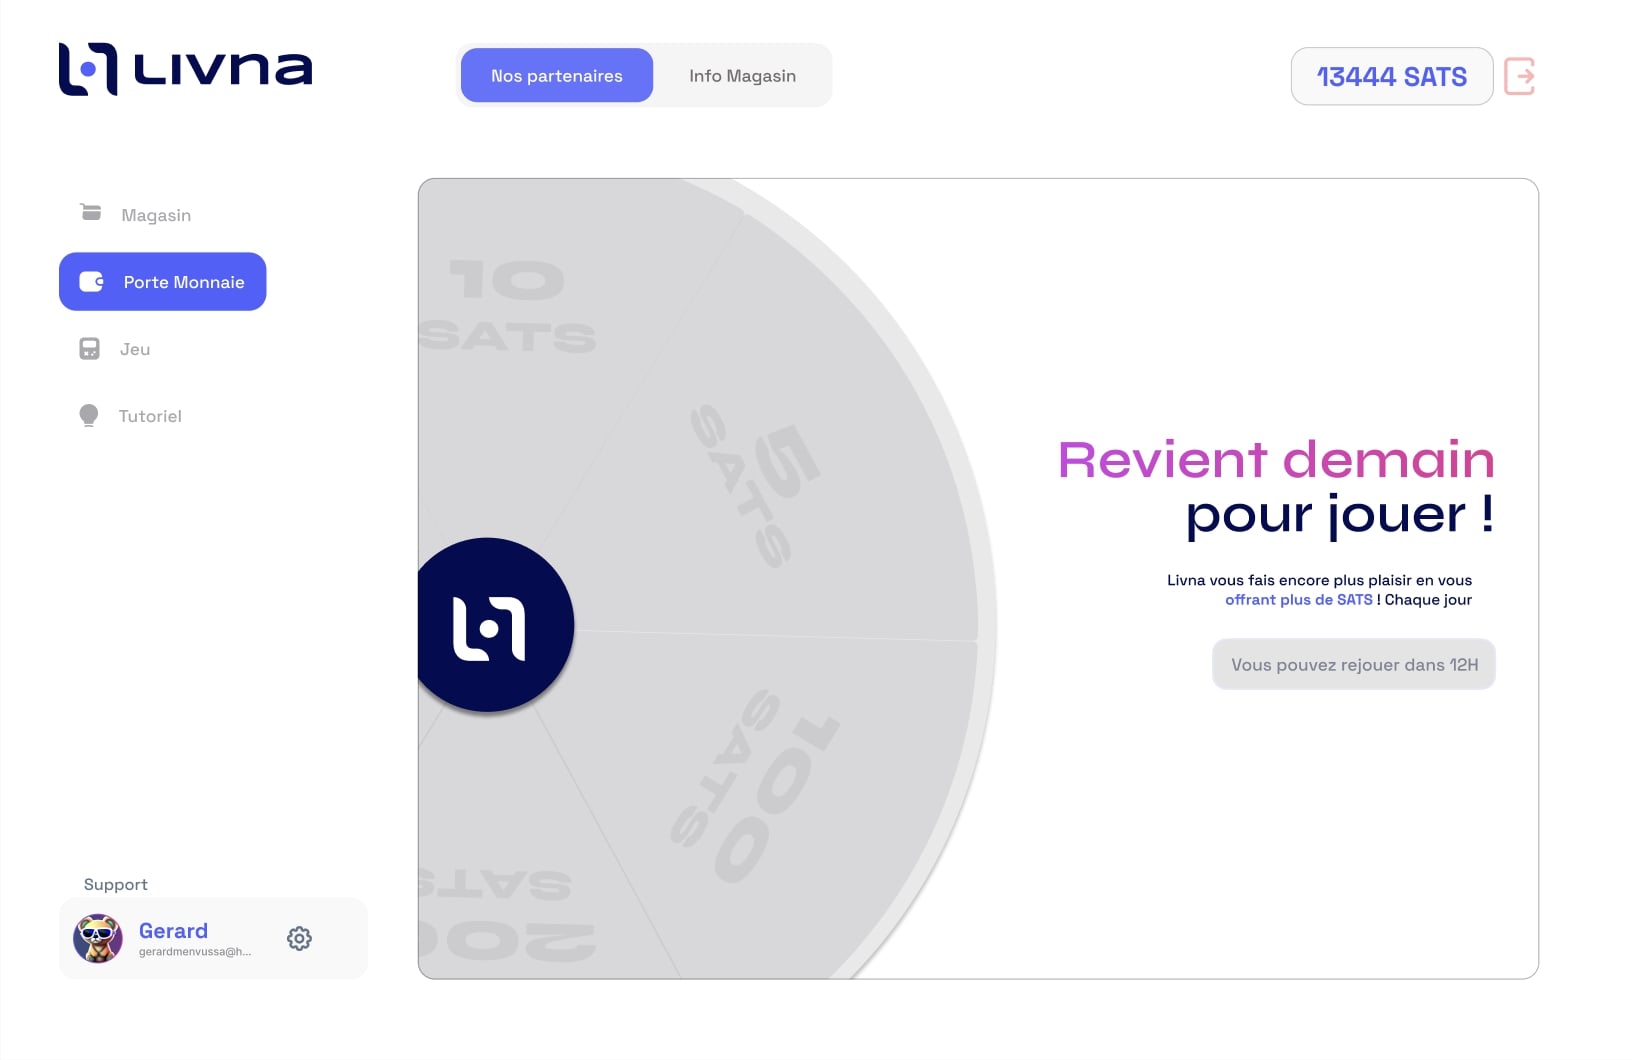 Livna
Nos partenaires
Info Magasin
13444 SATS
Magasin
Porte Monnaie
Jeu
Tutoriel
10
SATS
5
SATS
100
SATS
SATS
200
Revient demain
pour jouer !
Livna vous fais encore plus plaisir en vous
offrant plus de SATS ! Chaque jour
Vous pouvez rejouer dans 12H
Support
Gerard
gerardmenvussa@h...